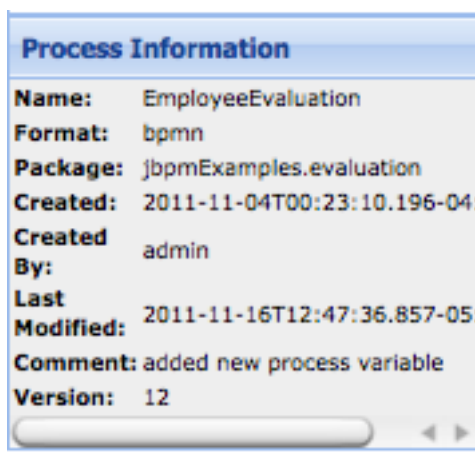 Process Information
Name: EmployeeEvaluation
Format: bpmn
Package: jbpmExamples.evaluation
Created: 2011-11-04T00:23:10.196-04
Created
By: admin
Last
Modified: 2011-11-16T12:47:36.857-05
Comment: added new process variable
Version: 12